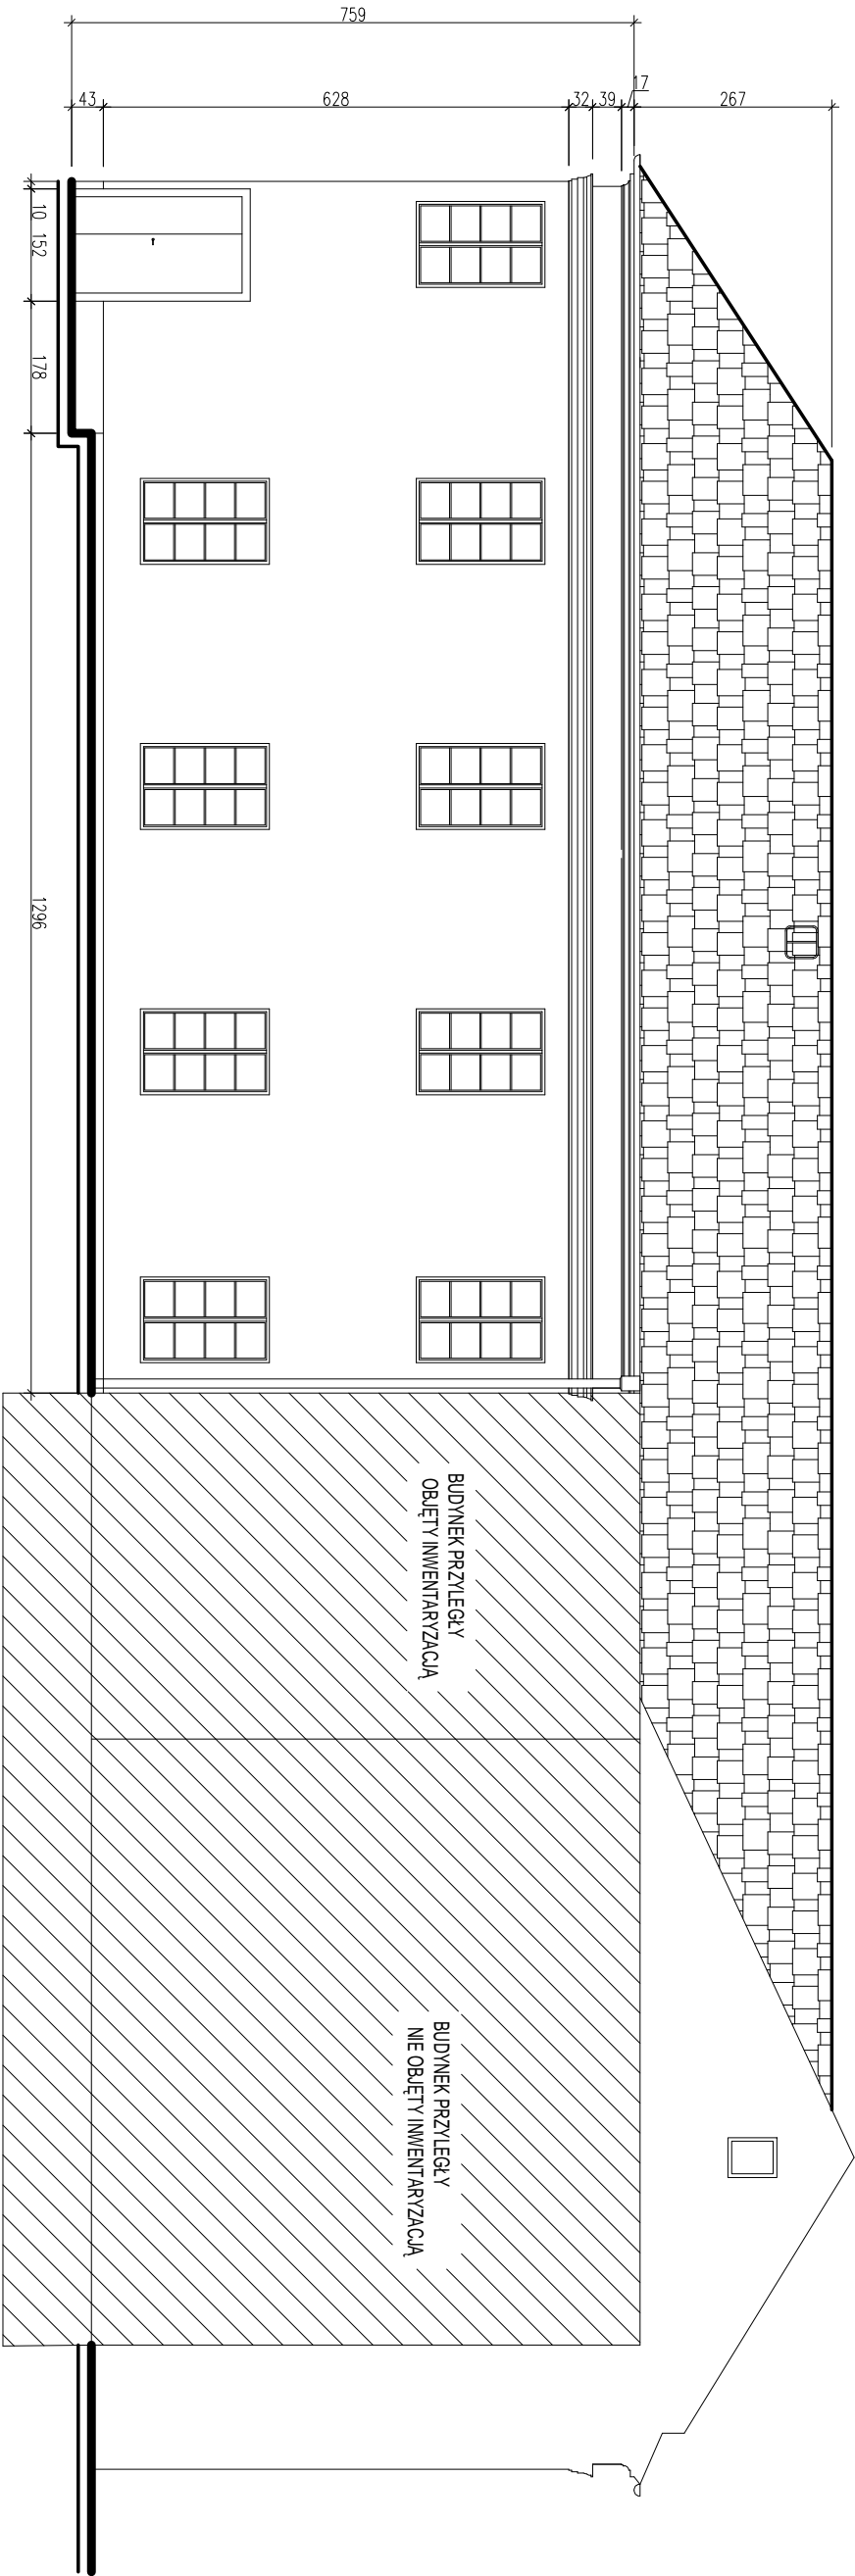 759
43
628
32
39
17
267
10
152
178
1296
BUDYNEK PRZYLEGŁY
OBJĘTY INWENTARYZACJĄ
BUDYNEK PRZYLEGŁY
NIE OBJĘTY INWENTARYZACJĄ